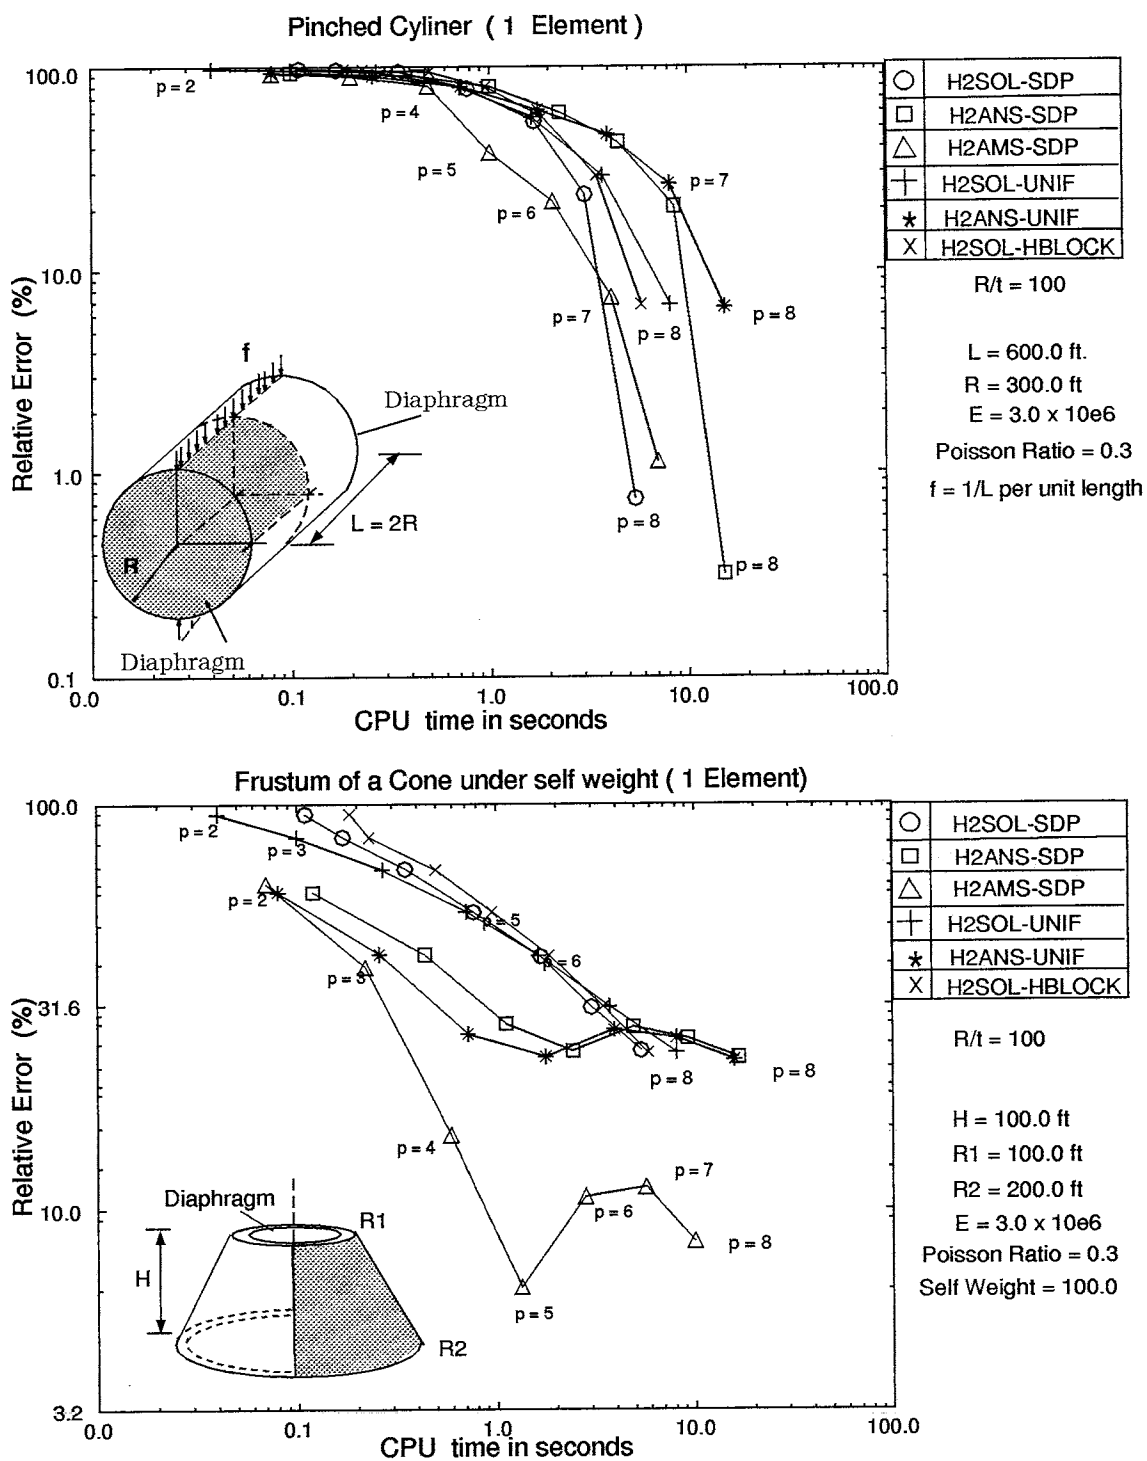 Pinched Cyliner ( 1 Element )
100.0
10.0
1.0
0.1
Relative Error (%)
0.0
0.1
1.0
10.0
100.0
CPU time in seconds
p = 2
p = 4
p = 5
p = 6
p = 7
p = 7
p = 8
p = 8
p = 8
p = 8
f
Diaphragm
L = 2R
R
Diaphragm
H2SOL-SDP
H2ANS-SDP
H2AMS-SDP
H2SOL-UNIF
H2ANS-UNIF
H2SOL-HBLOCK
R/t = 100
L = 600.0 ft.
R = 300.0 ft
E = 3.0 x 10e6
Poisson Ratio = 0.3
f = 1/L per unit length
Frustum of a Cone under self weight ( 1 Element)
100.0
31.6
10.0
3.2
Relative Error (%)
0.0
0.1
1.0
10.0
100.0
CPU time in seconds
p = 2
p = 3
p = 2
p = 5
p = 6
p = 3
p = 8
p = 8
p = 4
p = 7
p = 6
p = 8
p = 5
Diaphragm
R1
H
R2
H2SOL-SDP
H2ANS-SDP
H2AMS-SDP
H2SOL-UNIF
H2ANS-UNIF
H2SOL-HBLOCK
R/t = 100
H = 100.0 ft
R1 = 100.0 ft
R2 = 200.0 ft
E = 3.0 x 10e6
Poisson Ratio = 0.3
Self Weight = 100.0